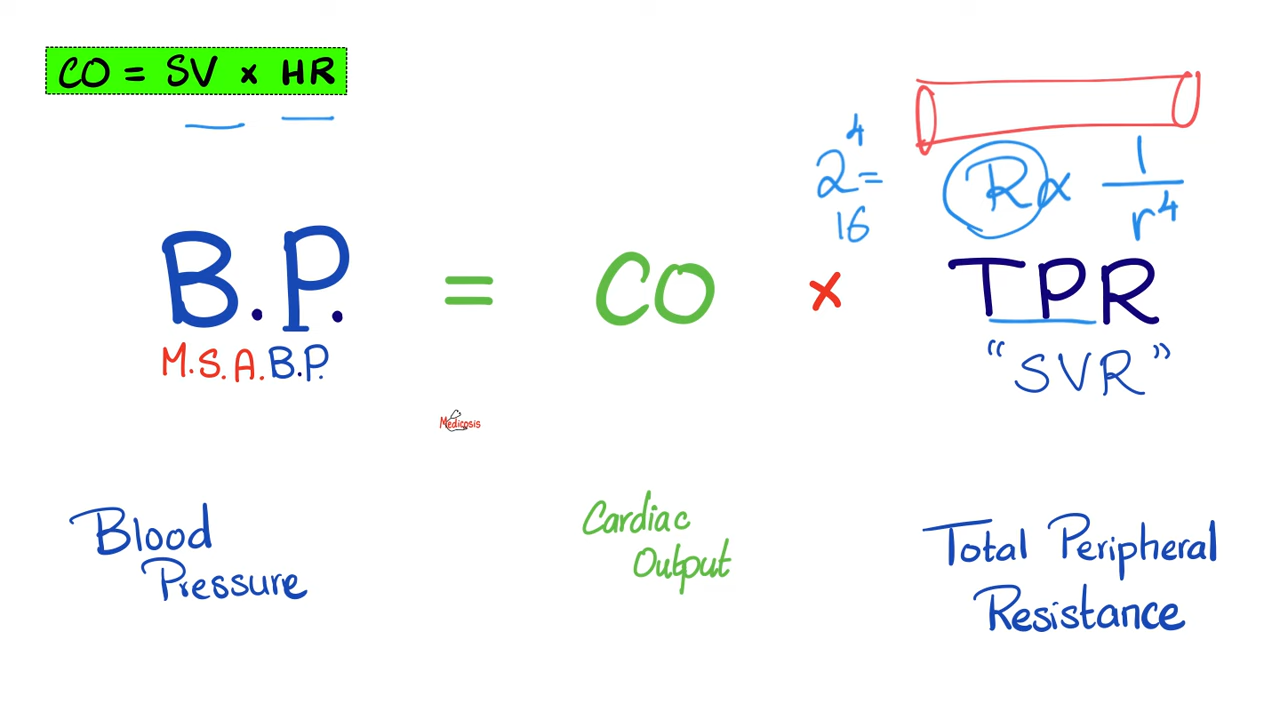 CO = SV x HR
2⁴ =
16
R ∝ 1/r⁴
B.P. = CO x TPR
M.S.A.B.P.
"SVR"
Medicosis
Blood
Pressure
Cardiac
Output
Total Peripheral
Resistance